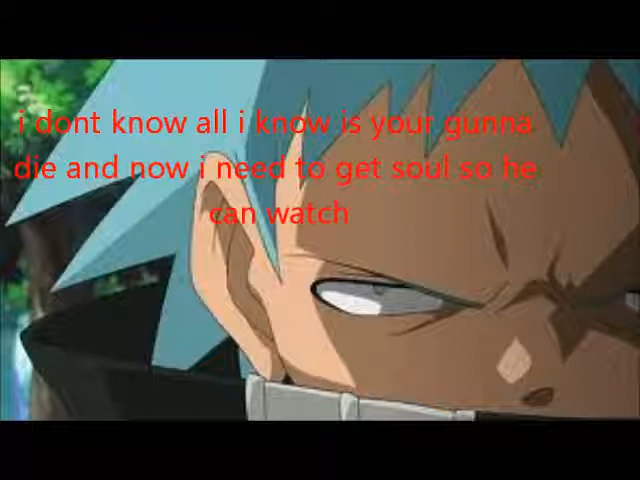 i dont know all i know is your gunna
die and now i need to get soul so he
can watch